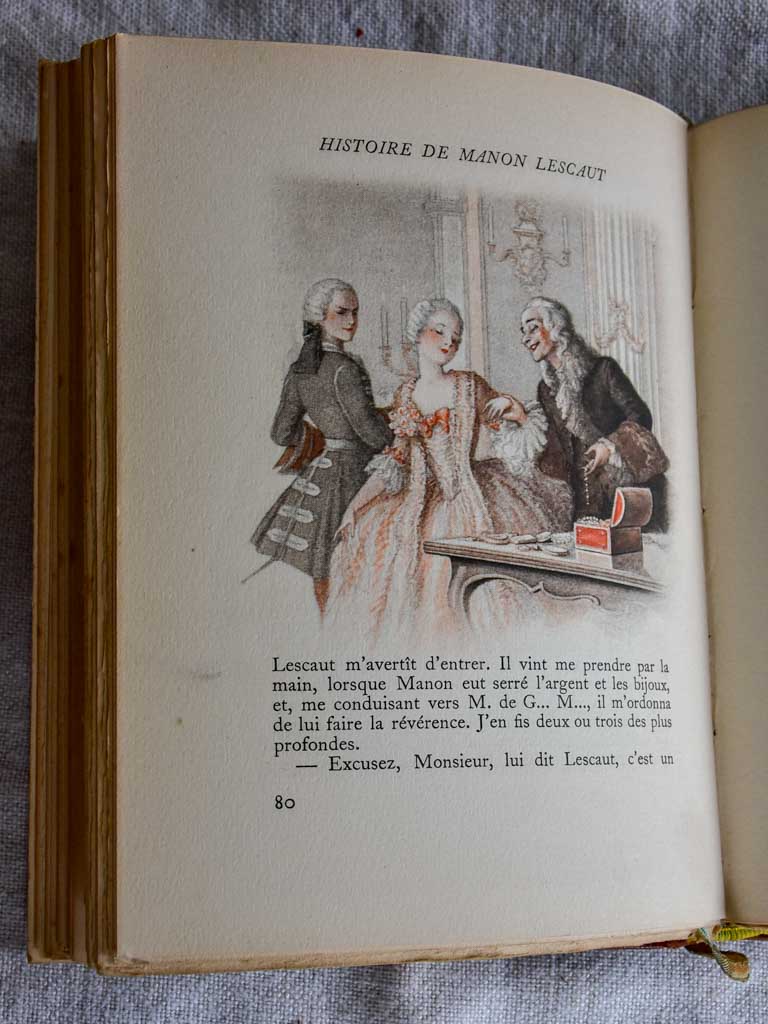 HISTOIRE DE MANON LESCAUT
Lescaut m'avertît d'entrer. Il vint me prendre par la
main, lorsque Manon eut serré l'argent et les bijoux,
et, me conduisant vers M. de G... M..., il m'ordonna
de lui faire la révérence. J'en fis deux ou trois des plus
profondes.
— Excusez, Monsieur, lui dit Lescaut, c'est un
80